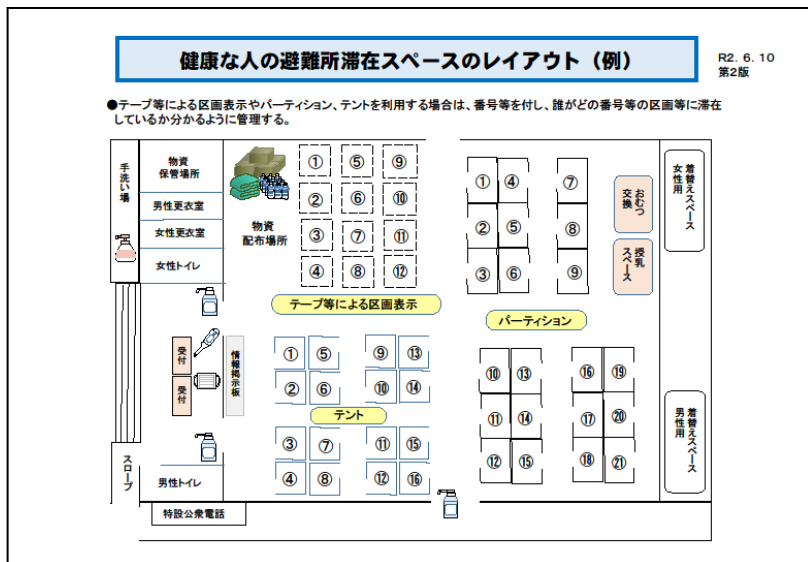 健康な人の避難所滞在スペースのレイアウト（例）
R2. 6. 10
第2版
●テープ等による区画表示やパーティション、テントを利用する場合は、番号等を付し、誰がどの番号等の区画等に滞在
しているか分かるように管理する。
手洗い場
物資
保管場所
男性更衣室
女性更衣室
女性トイレ
物資
配布場所
① ⑤ ⑨
② ⑥ ⑩
③ ⑦ ⑪
④ ⑧ ⑫
テープ等による区画表示
① ④ ⑦
② ⑤ ⑧
③ ⑥ ⑨
パーティション
おむつ
交換
授乳
スペース
着替えスペース
女性用
受付
受付
情報掲示板
① ⑤ ⑨ ⑬
② ⑥ ⑩ ⑭
テント
③ ⑦ ⑪ ⑮
④ ⑧ ⑫ ⑯
⑩ ⑬ ⑯ ⑲
⑪ ⑭ ⑰ ⑳
⑫ ⑮ ⑱ ㉑
着替えスペース
男性用
スロープ
男性トイレ
特設公衆電話